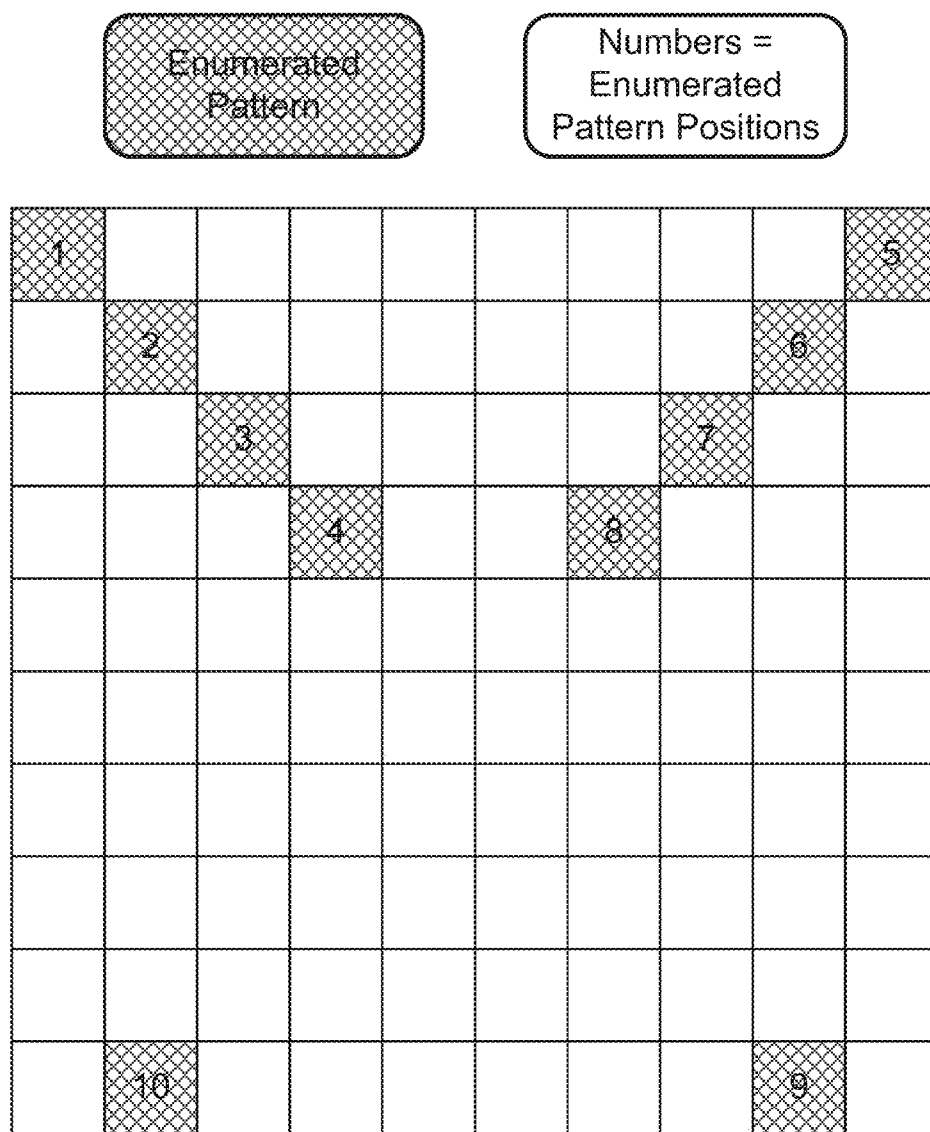 Enumerated
Pattern
Numbers =
Enumerated
Pattern Positions
1
5
2
6
3
7
4
8
10
9